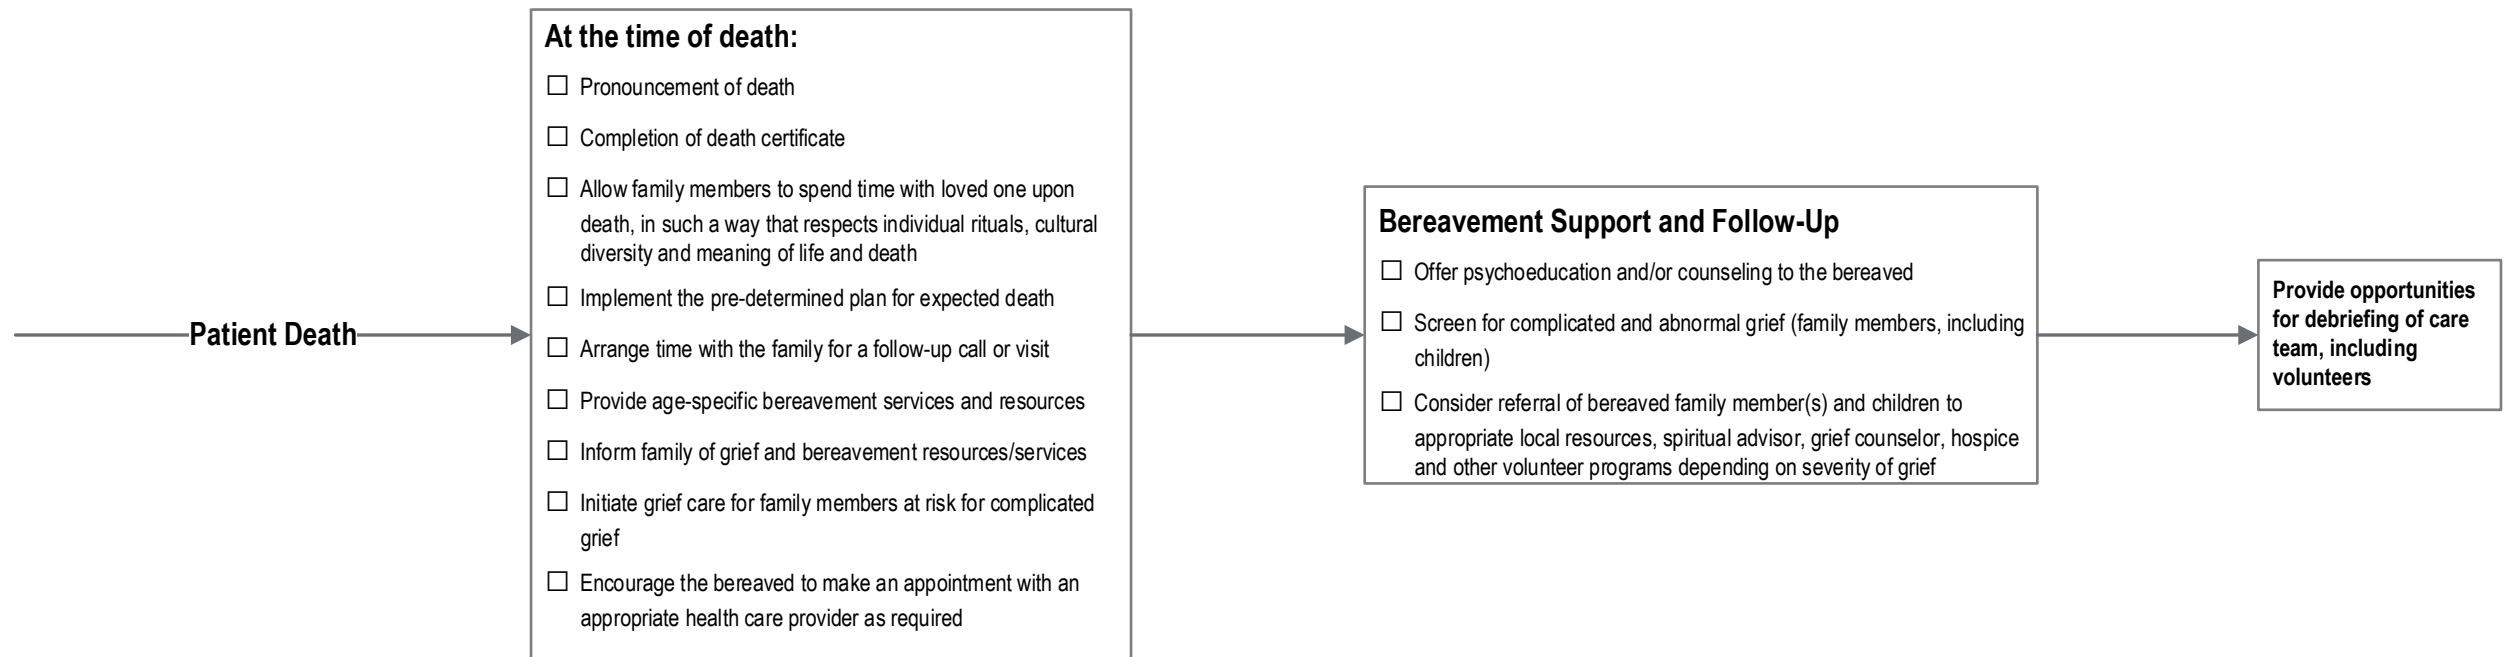 Patient Death
At the time of death:
☐ Pronouncement of death
☐ Completion of death certificate
☐ Allow family members to spend time with loved one upon
death, in such a way that respects individual rituals, cultural
diversity and meaning of life and death
☐ Implement the pre-determined plan for expected death
☐ Arrange time with the family for a follow-up call or visit
☐ Provide age-specific bereavement services and resources
☐ Inform family of grief and bereavement resources/services
☐ Initiate grief care for family members at risk for complicated
grief
☐ Encourage the bereaved to make an appointment with an
appropriate health care provider as required
Bereavement Support and Follow-Up
☐ Offer psychoeducation and/or counseling to the bereaved
☐ Screen for complicated and abnormal grief (family members, including
children)
☐ Consider referral of bereaved family member(s) and children to
appropriate local resources, spiritual advisor, grief counselor, hospice
and other volunteer programs depending on severity of grief
Provide opportunities
for debriefing of care
team, including
volunteers